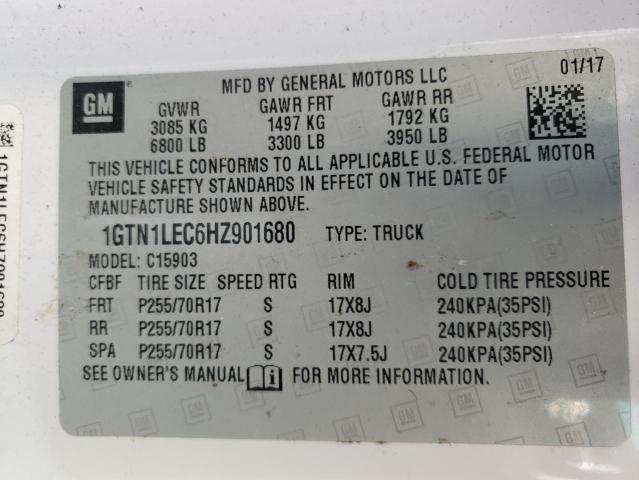 01/17
MFD BY GENERAL MOTORS LLC
GM
GVWR GAWR FRT GAWR RR
3085 KG 1497 KG 1792 KG
6800 LB 3300 LB 3950 LB
THIS VEHICLE CONFORMS TO ALL APPLICABLE U.S. FEDERAL MOTOR
VEHICLE SAFETY STANDARDS IN EFFECT ON THE DATE OF
MANUFACTURE SHOWN ABOVE.
1GTN1LEC6HZ901680 TYPE: TRUCK
MODEL: C15903
CFBF TIRE SIZE SPEED RTG RIM COLD TIRE PRESSURE
FRT P255/70R17 S 17X8J 240KPA(35PSI)
RR P255/70R17 S 17X8J 240KPA(35PSI)
SPA P255/70R17 S 17X7.5J 240KPA(35PSI)
SEE OWNER'S MANUAL FOR MORE INFORMATION.
1GTN1LEC6HZ901680